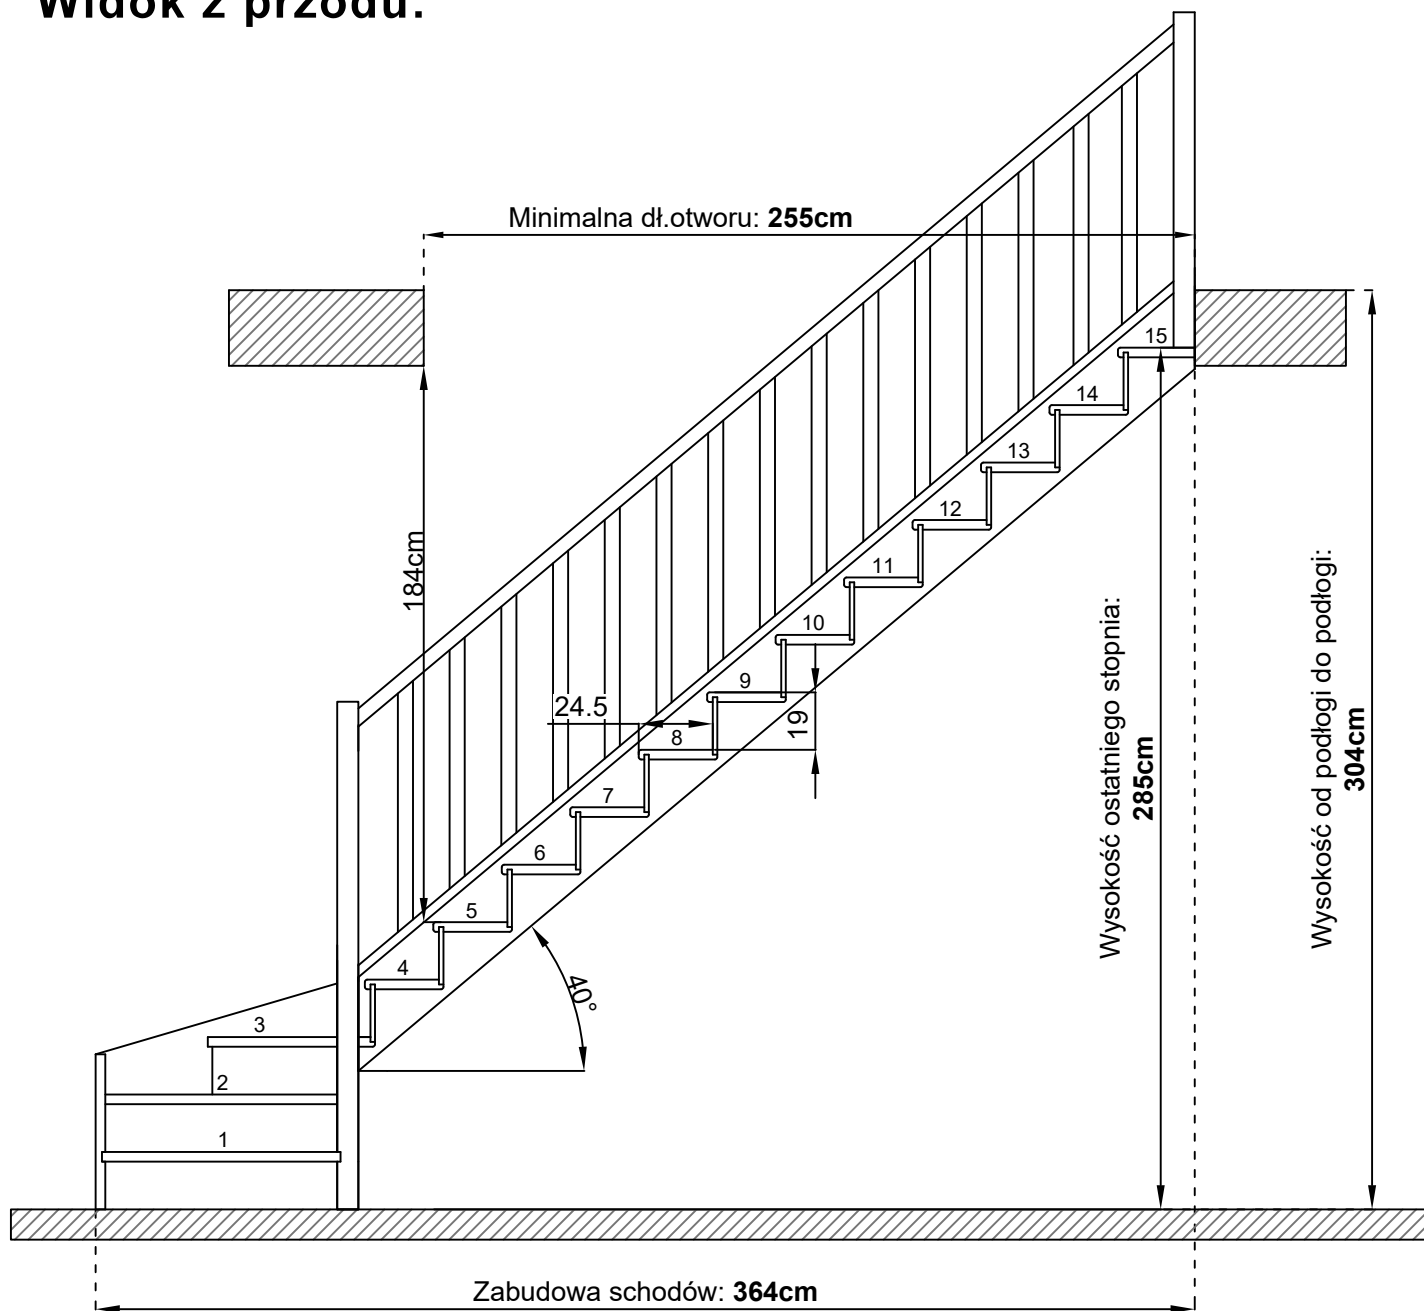 Widok z przodu:
Minimalna dł.otworu: 255cm
15
14
13
12
11
10
9
8
7
6
5
4
3
2
1
184cm
24.5
19
40°
Wysokość ostatniego stopnia:
285cm
Wysokość od podłogi do podłogi:
304cm
Zabudowa schodów: 364cm